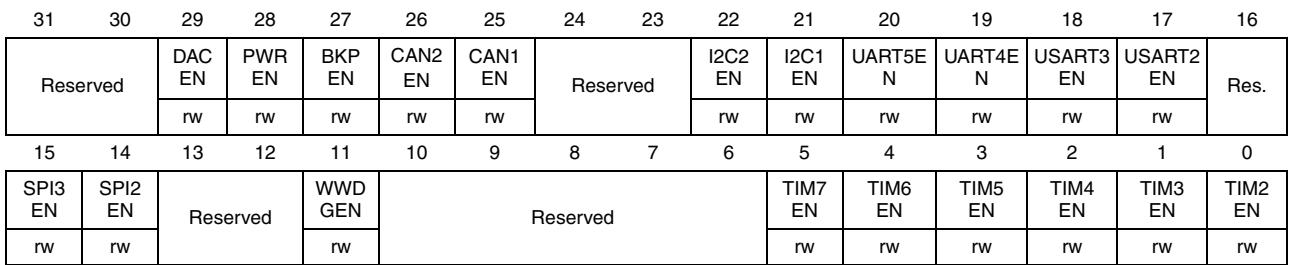 31 30 29 28 27 26 25 24 23 22 21 20 19 18 17 16
Reserved DAC EN PWR EN BKP EN CAN2 EN CAN1 EN Reserved I2C2 EN I2C1 EN UART5E N UART4E N USART3 EN USART2 EN Res.
rw rw rw rw rw rw rw rw rw rw rw
15 14 13 12 11 10 9 8 7 6 5 4 3 2 1 0
SPI3 EN SPI2 EN Reserved WWD GEN Reserved TIM7 EN TIM6 EN TIM5 EN TIM4 EN TIM3 EN TIM2 EN
rw rw rw rw rw rw rw rw rw